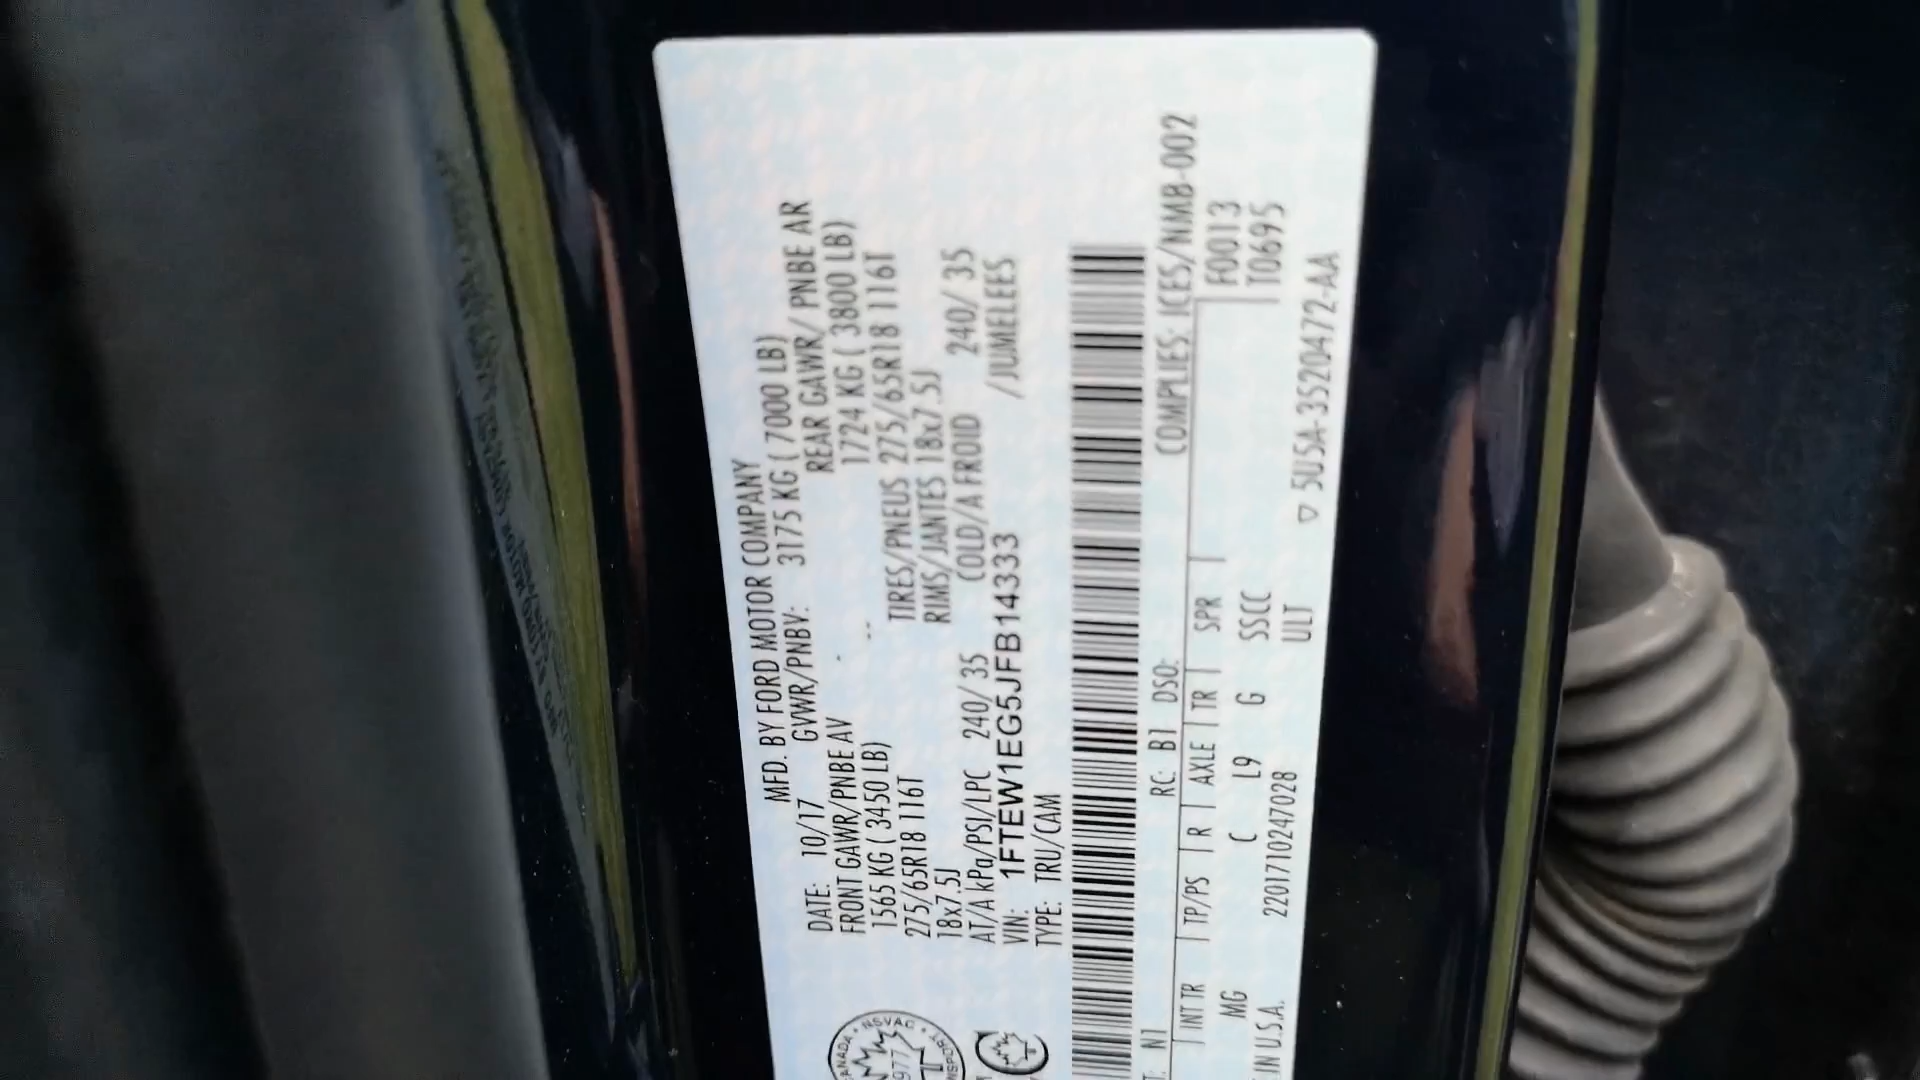 MFD. BY FORD MOTOR COMPANY
DATE: 10/17 GVWR/PNBV: 3175 KG ( 7000 LB)
FRONT GAWR/PNBE AV REAR GAWR/ PNBE AR
1565 KG ( 3450 LB) 1724 KG ( 3800 LB)
275/65R18 116T TIRES/PNEUS 275/65R18 116T
18x7.5J RIMS/JANTES 18x7.5J
AT/A kPa/PSI/LPC 240/ 35 COLD/A FROID 240/ 35
VIN: 1FTEW1EG5JFB14333 /JUMELEES
TYPE: TRU/CAM
CANADA • NSVAC •
COMPLIES: ICES/NMB-002
N1 RC: B1 DSO: F0013
INT TR TP/PS R AXLE TR SPR T0695
MG C L9 G SSCC
IN U.S.A. 2201710247028 ULT ▽ 5U5A-3520472-AA